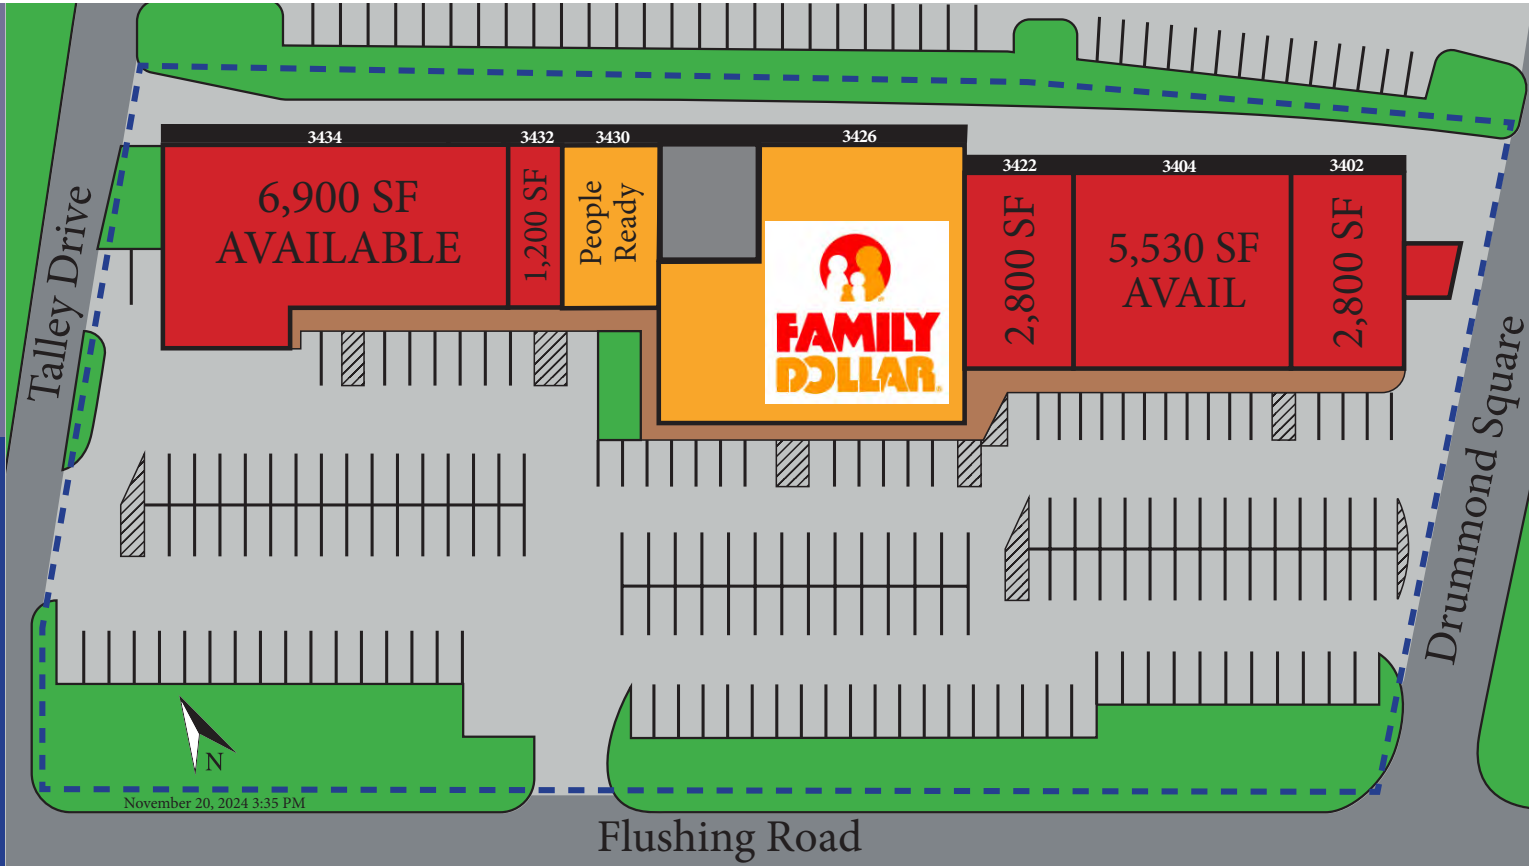 3434
3432
3430
3426
3422
3404
3402
6,900 SF
AVAILABLE
1,200 SF
People
Ready
FAMILY
DOLLAR
2,800 SF
5,530 SF
AVAIL
2,800 SF
Talley Drive
Drummond Square
N
November 20, 2024 3:35 PM
Flushing Road